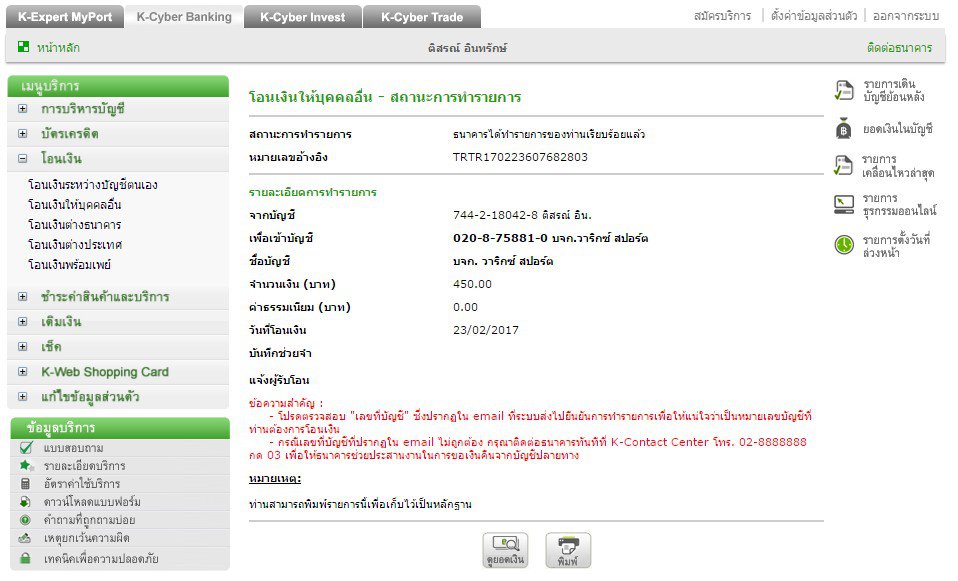 K-Expert MyPort K-Cyber Banking K-Cyber Invest K-Cyber Trade
สมัครบริการ | ตั้งค่าข้อมูลส่วนตัว | ออกจากระบบ
หน้าหลัก
ดิสรณ์ อินทรักษ์
ติดต่อธนาคาร
เมนูบริการ
การบริหารบัญชี
บัตรเครดิต
โอนเงิน
โอนเงินระหว่างบัญชีตนเอง
โอนเงินให้บุคคลอื่น
โอนเงินต่างธนาคาร
โอนเงินต่างประเทศ
โอนเงินพร้อมเพย์
ชำระค่าสินค้าและบริการ
เติมเงิน
เช็ค
K-Web Shopping Card
แก้ไขข้อมูลส่วนตัว
ข้อมูลบริการ
แบบสอบถาม
รายละเอียดบริการ
อัตราค่าใช้บริการ
ดาวน์โหลดแบบฟอร์ม
คำถามที่ถูกถามบ่อย
เหตุยกเว้นความผิด
เทคนิคเพื่อความปลอดภัย
โอนเงินให้บุคคลอื่น - สถานะการทำรายการ
สถานะการทำรายการ ธนาคารได้ทำรายการของท่านเรียบร้อยแล้ว
หมายเลขอ้างอิง TRTR170223607682803
รายละเอียดการทำรายการ
จากบัญชี 744-2-18042-8 ดิสรณ์ อิน.
เพื่อเข้าบัญชี 020-8-75881-0 บจก.วาริกซ์ สปอร์ต
ชื่อบัญชี บจก. วาริกซ์ สปอร์ต
จำนวนเงิน (บาท) 450.00
ค่าธรรมเนียม (บาท) 0.00
วันที่โอนเงิน 23/02/2017
บันทึกช่วยจำ
แจ้งผู้รับโอน
ข้อความสำคัญ :
- โปรดตรวจสอบ "เลขที่บัญชี" ซึ่งปรากฏใน email ที่ระบบส่งไปยืนยันการทำรายการเพื่อให้แน่ใจว่าเป็นหมายเลขบัญชีที่
ท่านต้องการโอนเงิน
- กรณีเลขที่บัญชีที่ปรากฏใน email ไม่ถูกต้อง กรุณาติดต่อธนาคารทันทีที่ K-Contact Center โทร. 02-8888888
กด 03 เพื่อให้ธนาคารช่วยประสานงานในการขอเงินคืนจากบัญชีปลายทาง
หมายเหตุ:
ท่านสามารถพิมพ์รายการนี้เพื่อเก็บไว้เป็นหลักฐาน
ดูยอดเงิน พิมพ์
รายการเดิน
บัญชีย้อนหลัง
ยอดเงินในบัญชี
รายการ
เคลื่อนไหวล่าสุด
รายการ
ธุรกรรมออนไลน์
รายการตั้งวันที่
ล่วงหน้า